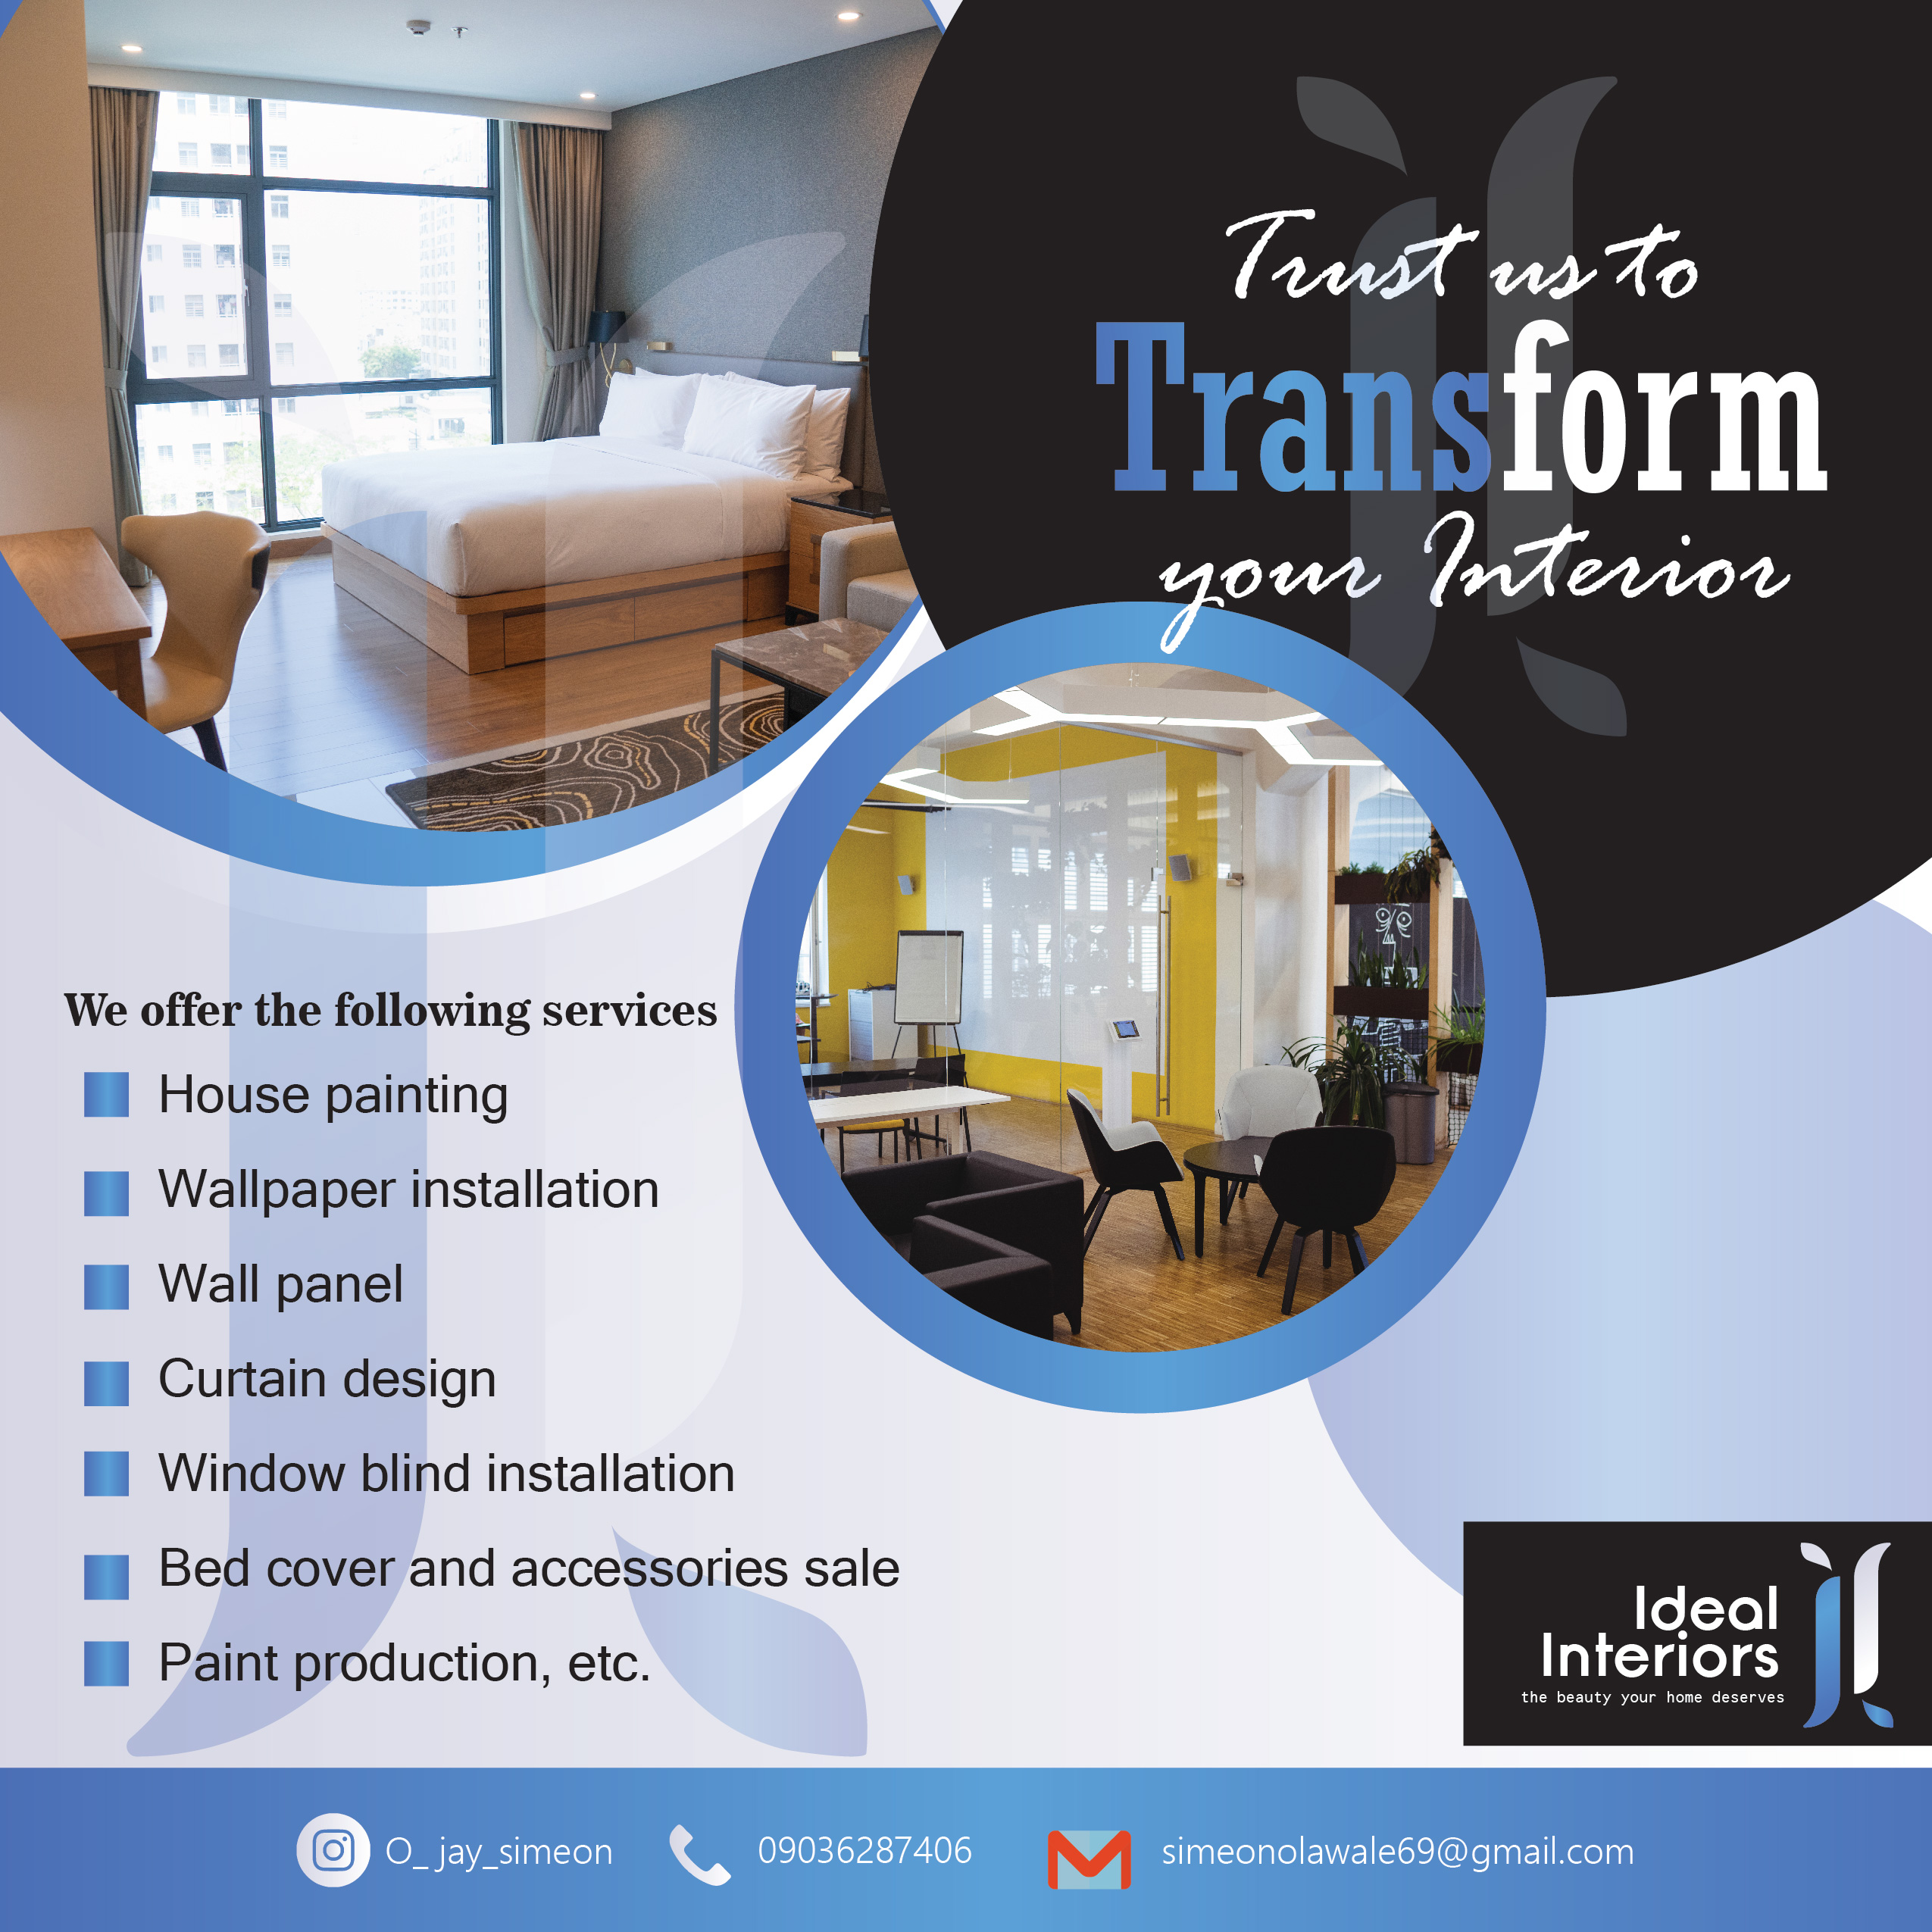 Trust us to
Transform
your Interior
We offer the following services
House painting
Wallpaper installation
Wall panel
Curtain design
Window blind installation
Bed cover and accessories sale
Paint production, etc.
Ideal
Interiors
the beauty your home deserves
O_ jay_simeon
09036287406
simeonolawale69@gmail.com